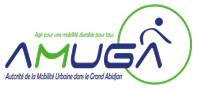 Agir pour une mobilité durable pour tous
AMUGA
Autorité de la Mobilité Urbaine dans le Grand Abidjan